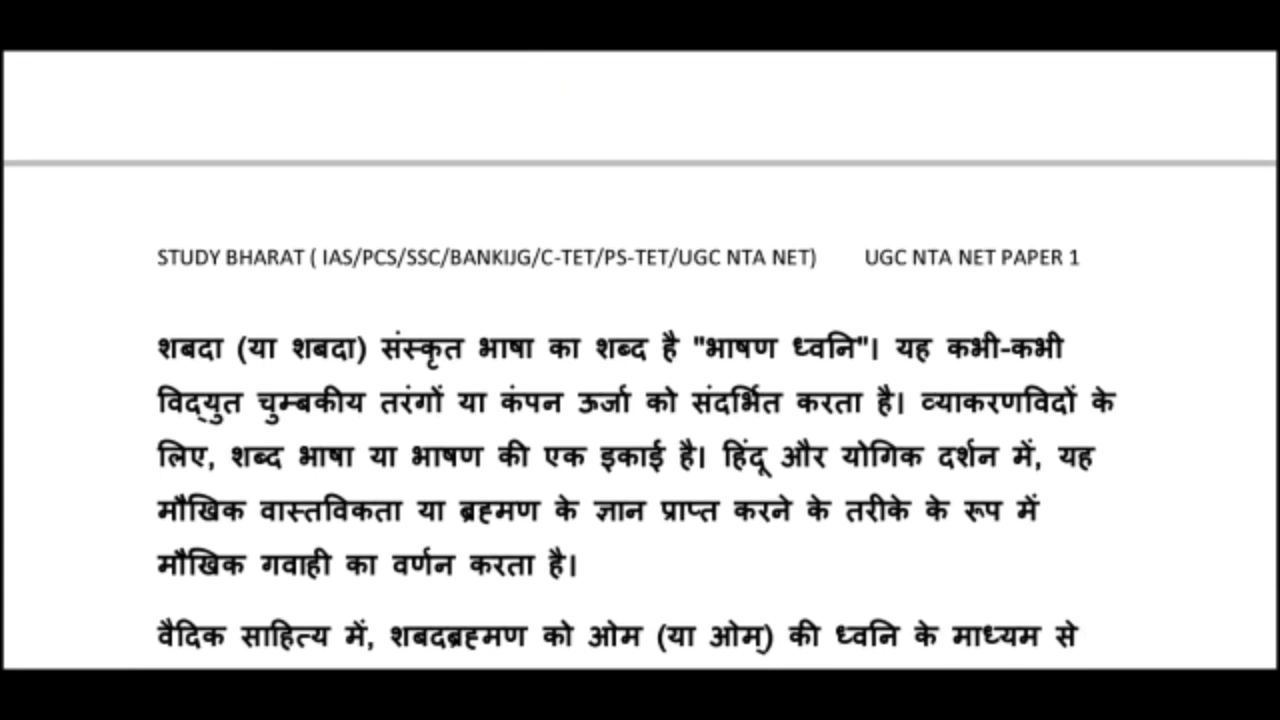 STUDY BHARAT ( IAS/PCS/SSC/BANKIJG/C-TET/PS-TET/UGC NTA NET) UGC NTA NET PAPER 1
शबदा (या शबदा) संस्कृत भाषा का शब्द है "भाषण ध्वनि"। यह कभी-कभी
विद्युत चुम्बकीय तरंगों या कंपन ऊर्जा को संदर्भित करता है। व्याकरणविदों के
लिए, शब्द भाषा या भाषण की एक इकाई है। हिंदू और योगिक दर्शन में, यह
मौखिक वास्तविकता या ब्रह्मण के ज्ञान प्राप्त करने के तरीके के रूप में
मौखिक गवाही का वर्णन करता है।
वैदिक साहित्य में, शबदब्रह्मण को ओम (या ओम्) की ध्वनि के माध्यम से